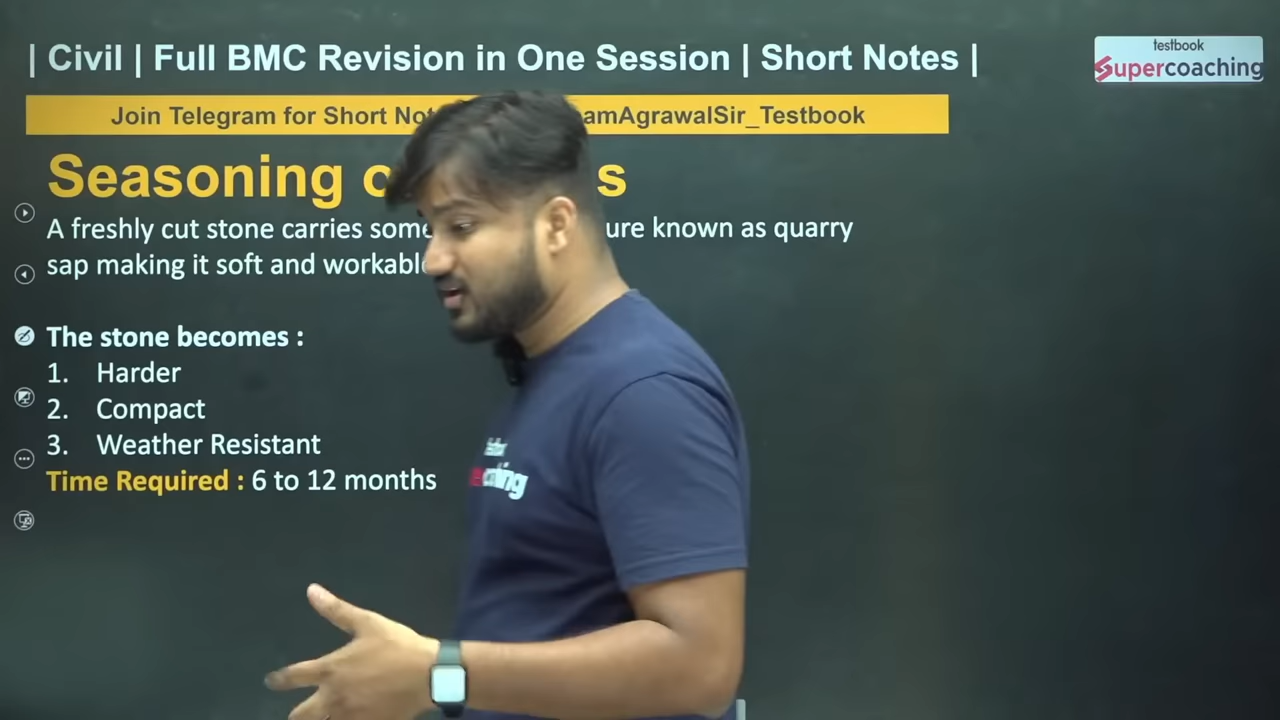 | Civil | Full BMC Revision in One Session | Short Notes |
testbook
Supercoaching
Join Telegram for Short Not amAgrawalSir_Testbook
Seasoning o s
A freshly cut stone carries some ure known as quarry
sap making it soft and workable
The stone becomes :
1. Harder
2. Compact
3. Weather Resistant
Time Required : 6 to 12 months